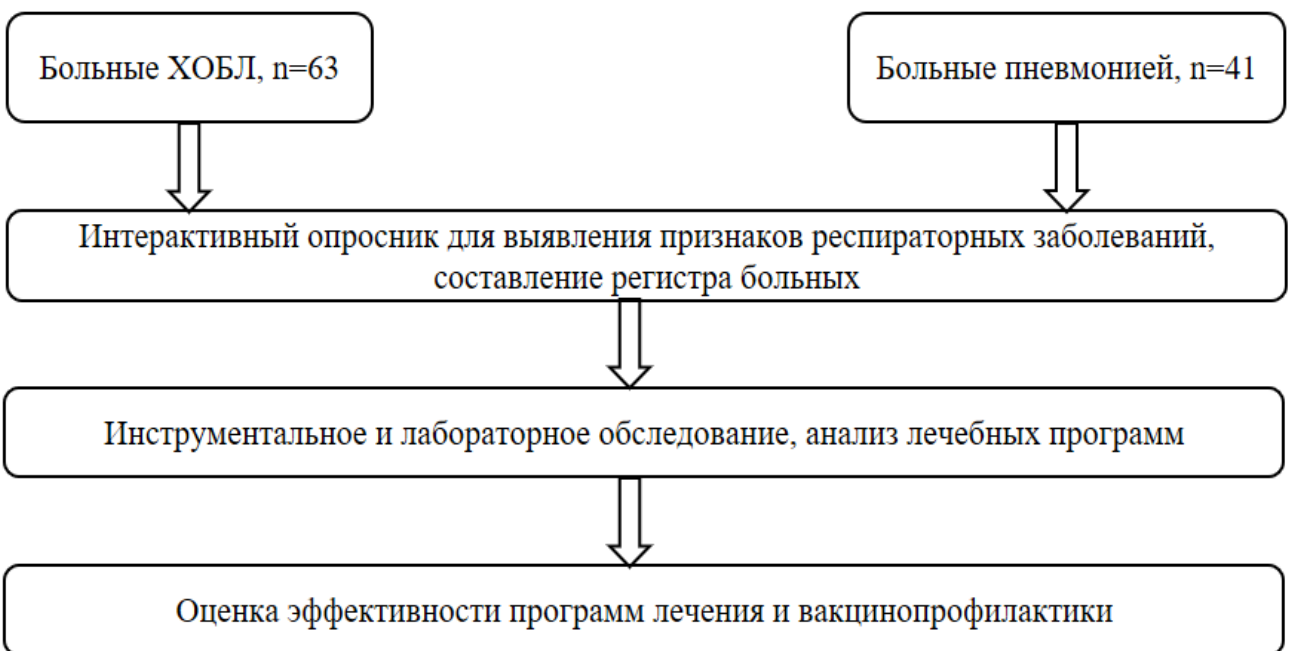 Больные ХОБЛ, n=63
Больные пневмонией, n=41
Интерактивный опросник для выявления признаков респираторных заболеваний,
составление регистра больных
Инструментальное и лабораторное обследование, анализ лечебных программ
Оценка эффективности программ лечения и вакцинопрофилактики